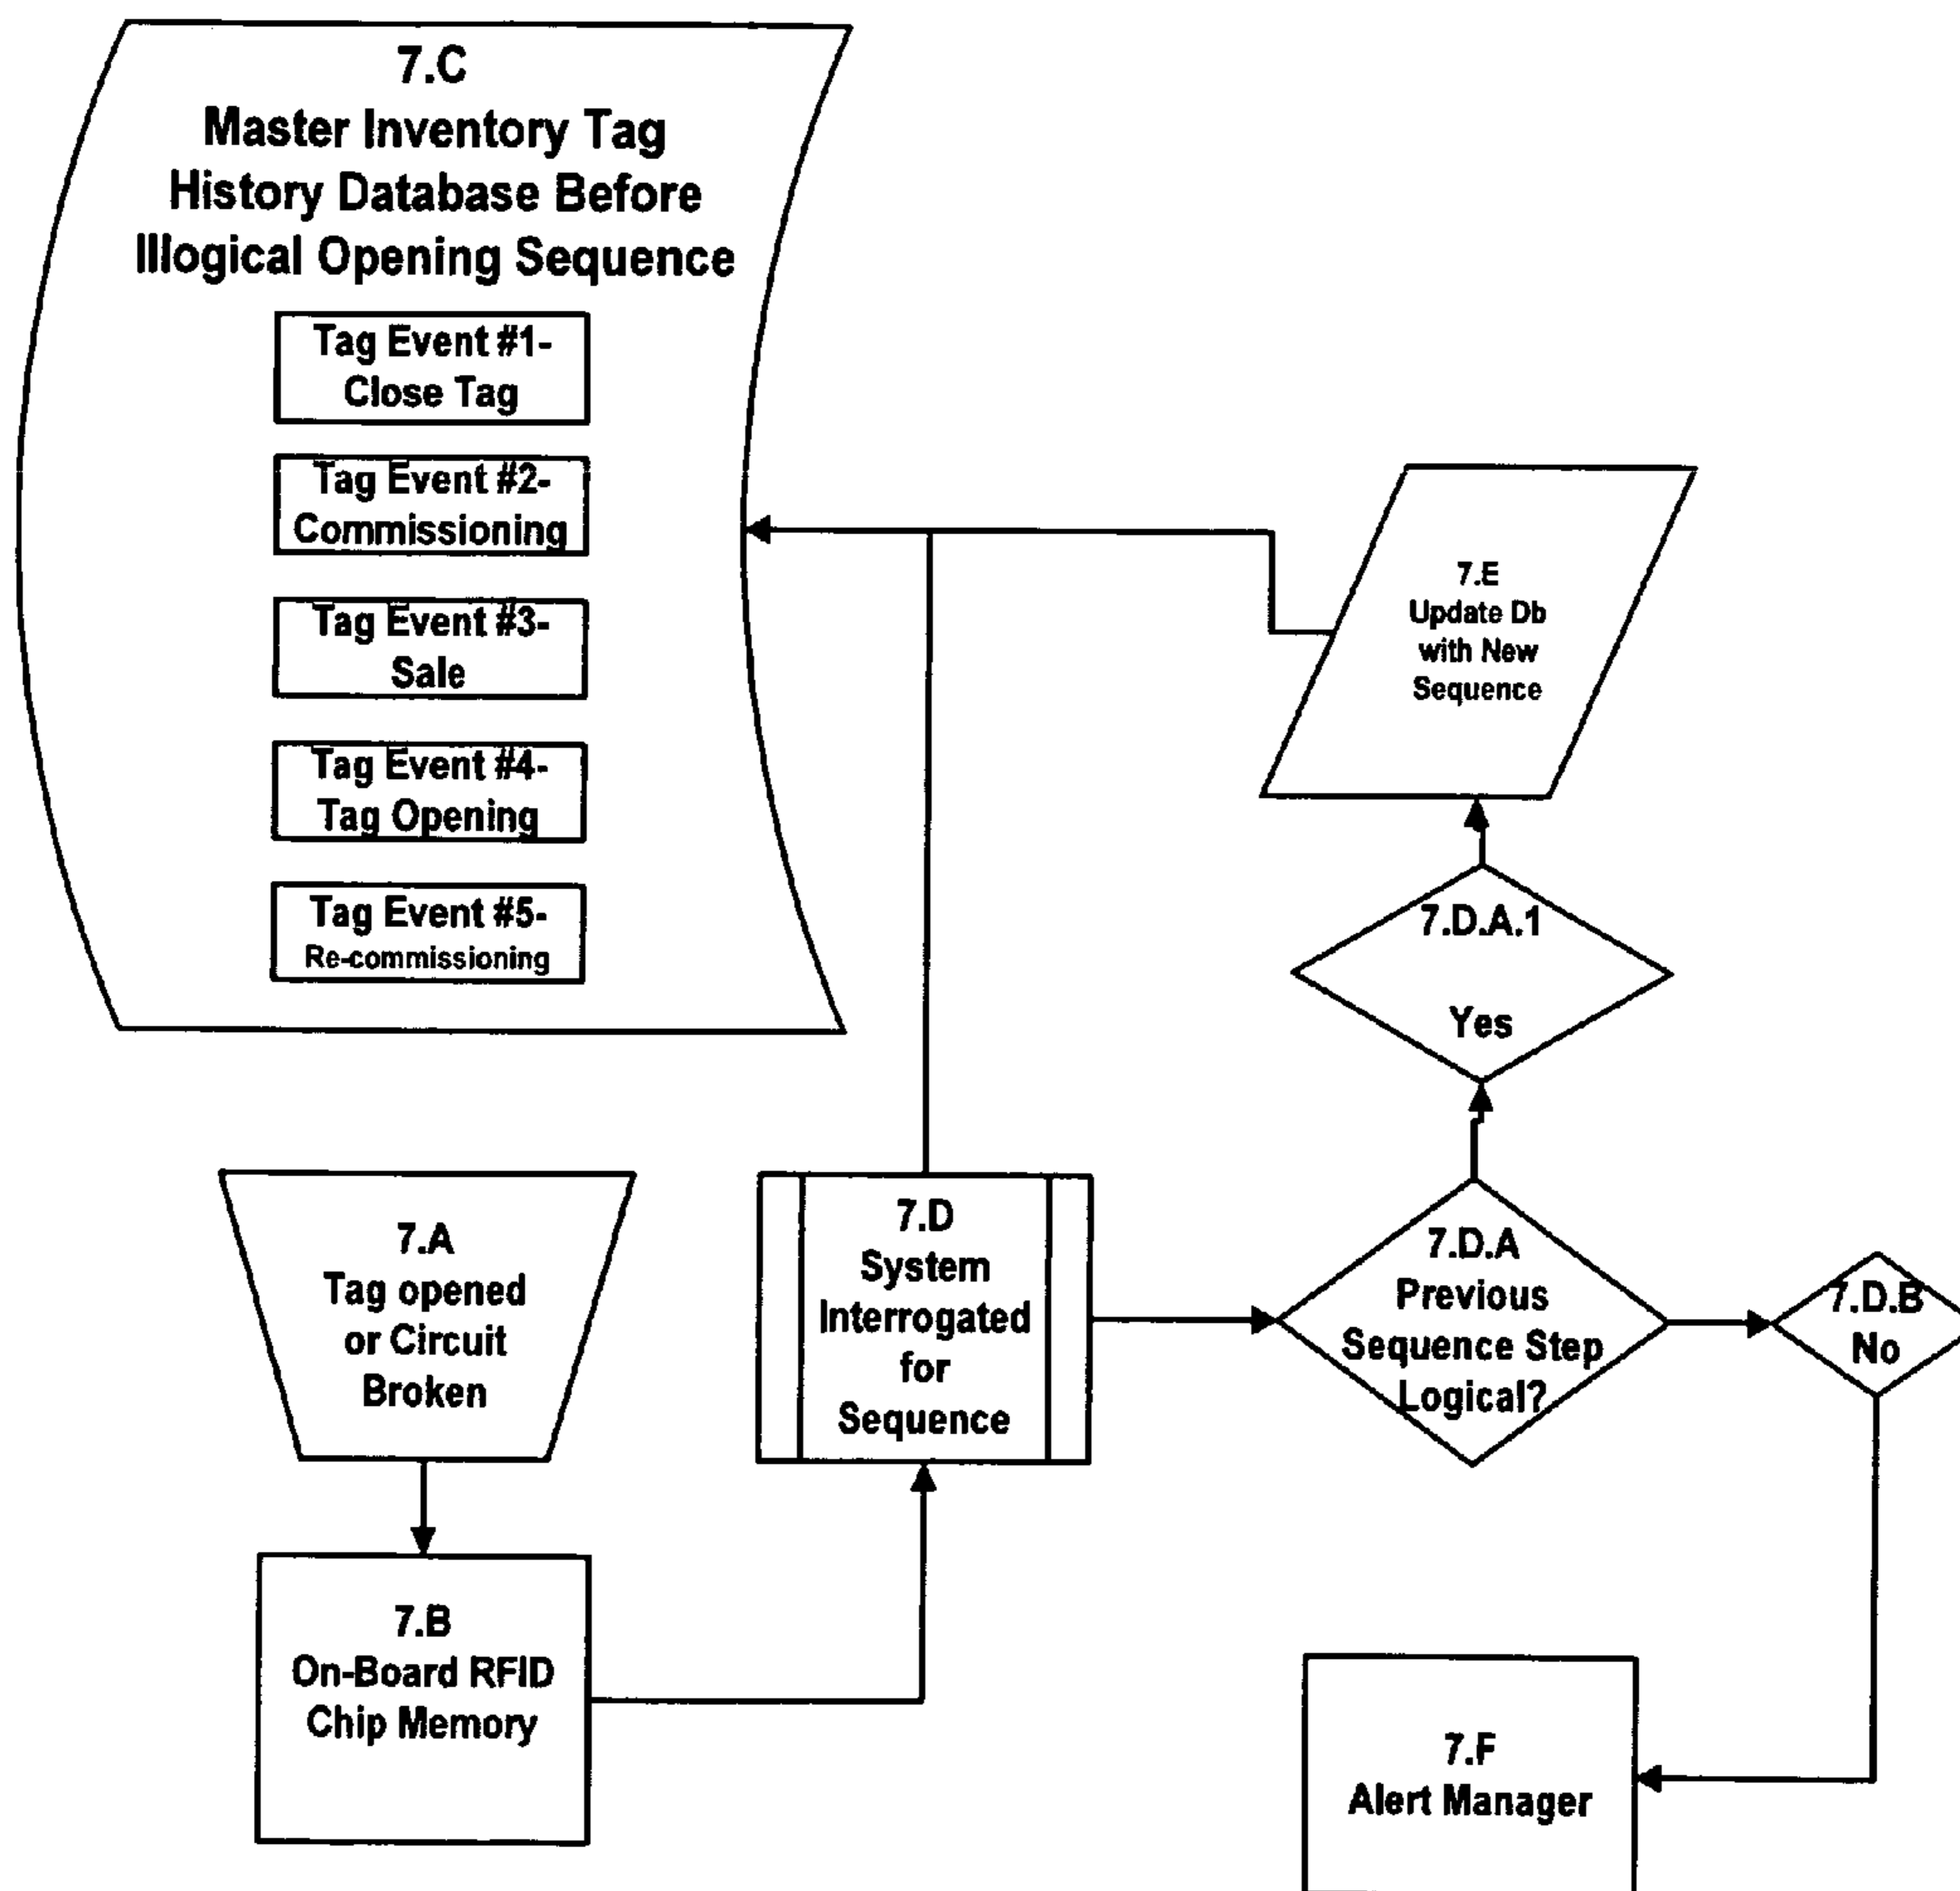 7.C
Master Inventory Tag
History Database Before
Illogical Opening Sequence
Tag Event #1-
Close Tag
Tag Event #2-
Commissioning
Tag Event #3-
Sale
Tag Event #4-
Tag Opening
Tag Event #5-
Re-commissioning
7.E
Update Db
with New
Sequence
7.D.A.1
Yes
7.A
Tag opened
or Circuit
Broken
7.D
System
Interrogated
for
Sequence
7.D.A
Previous
Sequence Step
Logical?
7.D.B
No
7.B
On-Board RFID
Chip Memory
7.F
Alert Manager